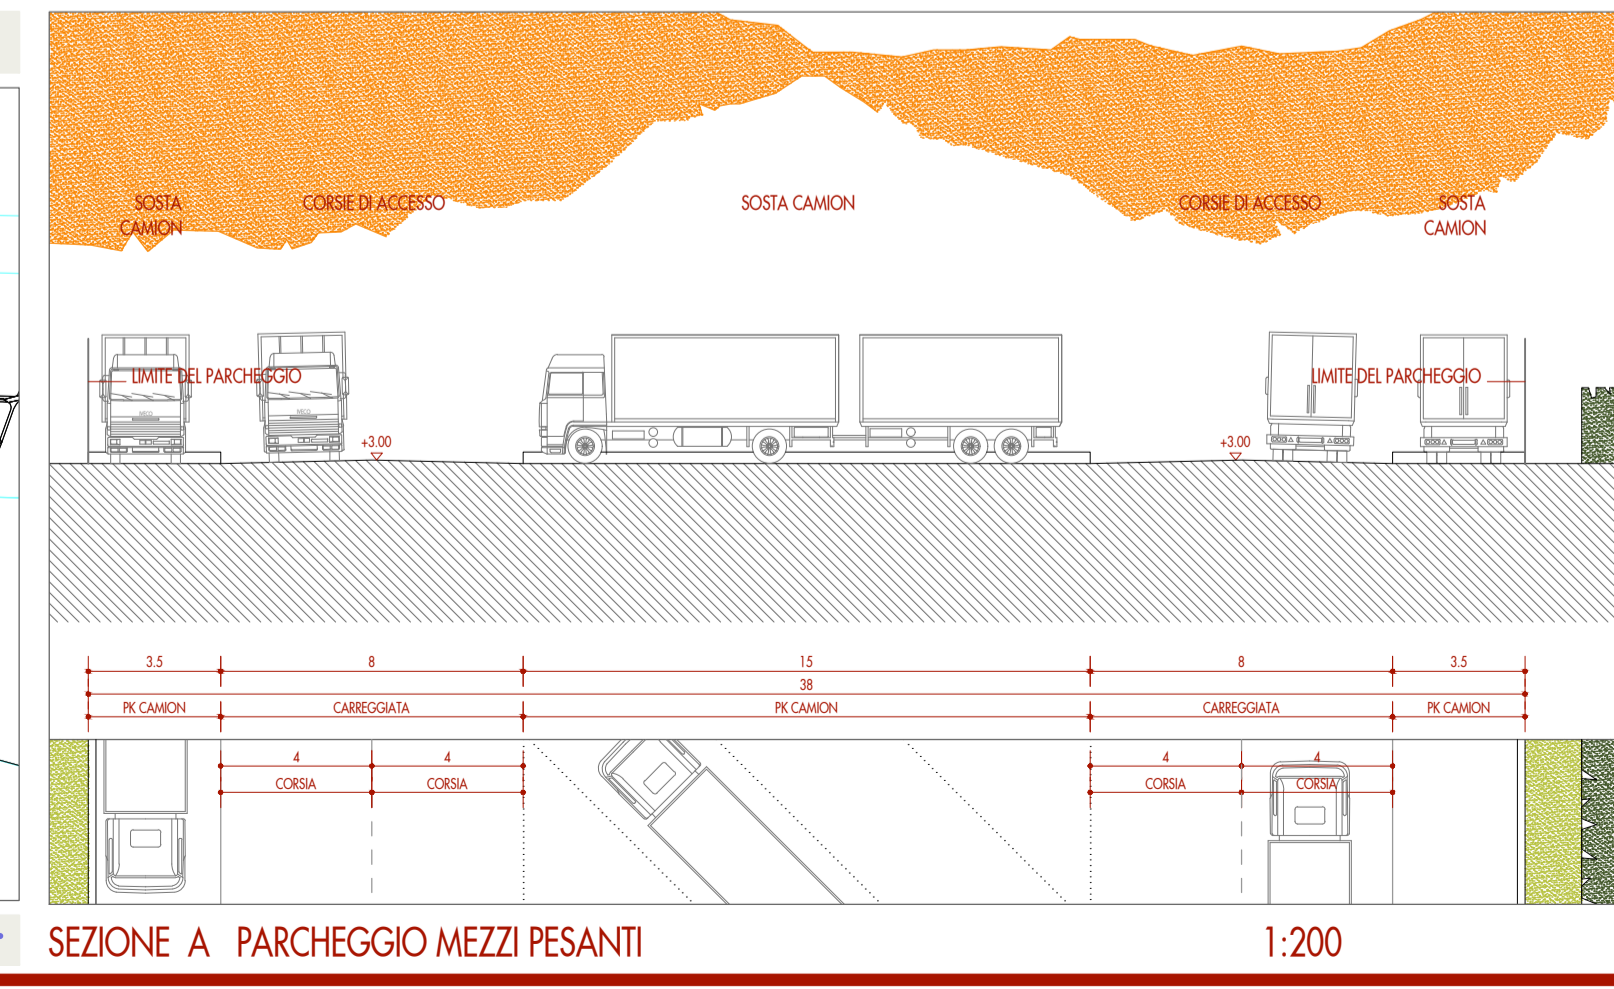 SOSTA
CAMION
CORSIE DI ACCESSO
SOSTA CAMION
CORSIE DI ACCESSO
SOSTA
CAMION
LIMITE DEL PARCHEGGIO
LIMITE DEL PARCHEGGIO
IVECO
IVECO
+3.00
+3.00
3.5
8
15
8
3.5
38
PK CAMION
CARREGGIATA
PK CAMION
CARREGGIATA
PK CAMION
4
4
4
4
CORSIA
CORSIA
CORSIA
CORSIA
SEZIONE A PARCHEGGIO MEZZI PESANTI
1:200